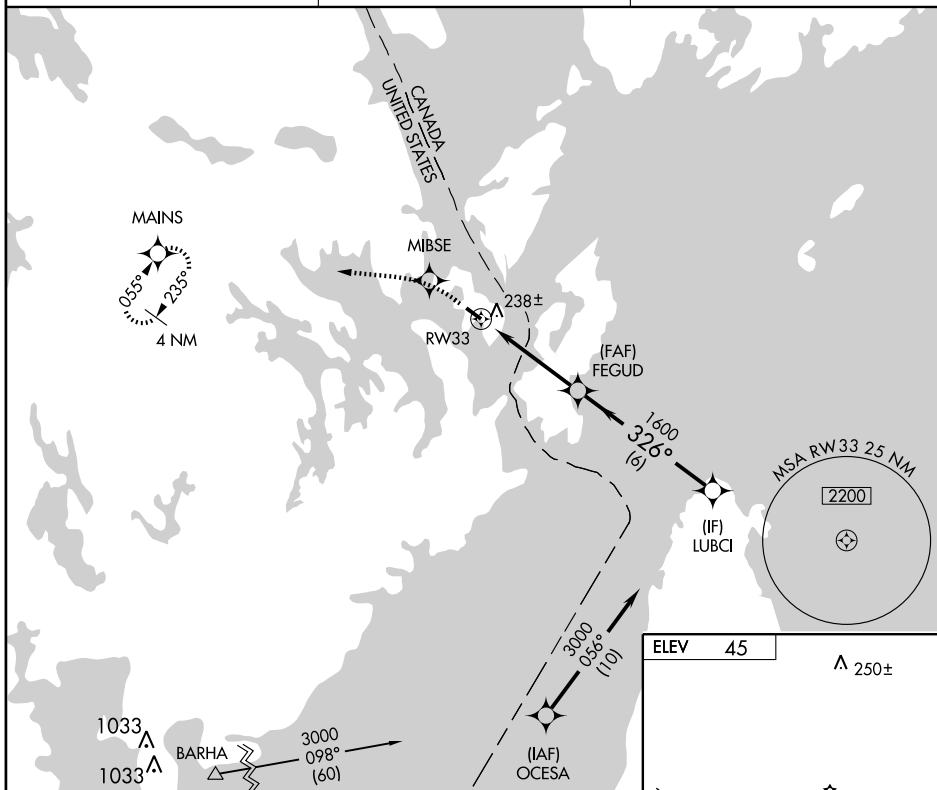 CANADA
UNITED STATES
MAINS
055°
235°
4 NM
MIBSE
238±
RW33
(FAF)
FEGUD
1600
326°
(6)
MSA RW33 25 NM
2200
(IF)
LUBCI
3000
056°
(10)
ELEV 45
250±
(IAF)
OCESA
1033
1033
BARHA
3000
098°
(60)